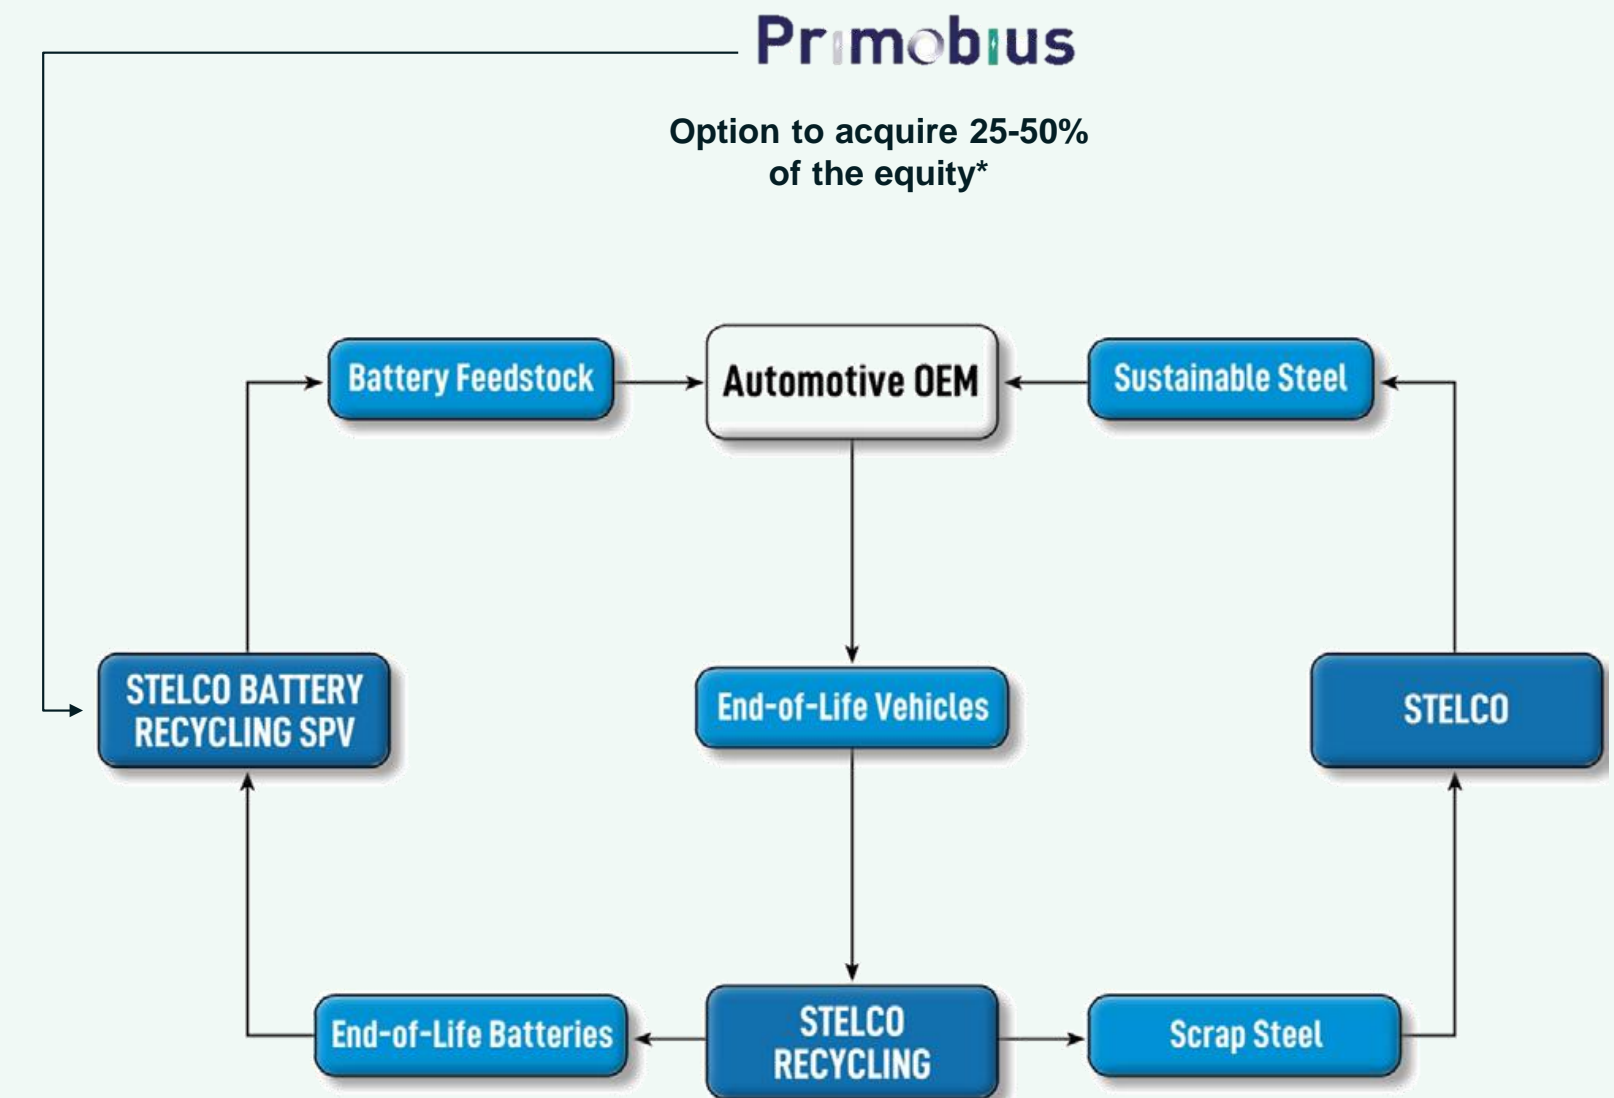 Primobius
Option to acquire 25-50%
of the equity*
Battery Feedstock
Automotive OEM
Sustainable Steel
STELCO BATTERY
RECYCLING SPV
End-of-Life Vehicles
STELCO
End-of-Life Batteries
STELCO
RECYCLING
Scrap Steel